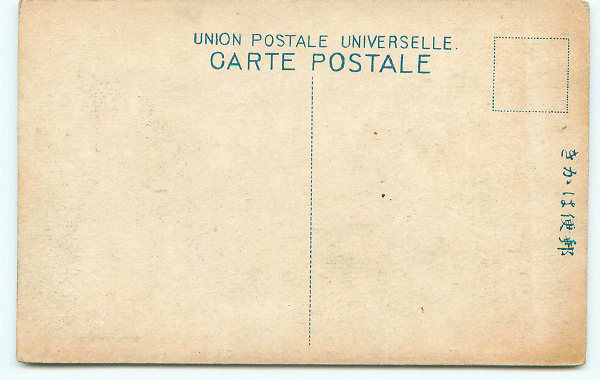 UNION POSTALE UNIVERSELLE.
CARTE POSTALE
きかは便郵